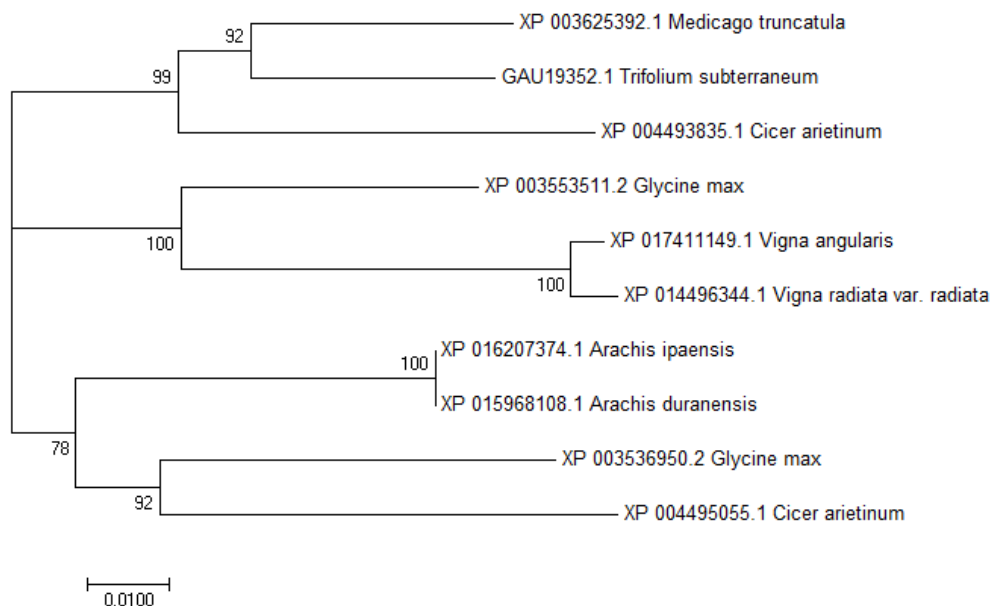 XP 003625392.1 Medicago truncatula
92
GAU19352.1 Trifolium subterraneum
99
XP 004493835.1 Cicer arietinum
XP 003553511.2 Glycine max
100
XP 017411149.1 Vigna angularis
100
XP 014496344.1 Vigna radiata var. radiata
XP 016207374.1 Arachis ipaensis
100
XP 015968108.1 Arachis duranensis
78
XP 003536950.2 Glycine max
92
XP 004495055.1 Cicer arietinum
0.0100